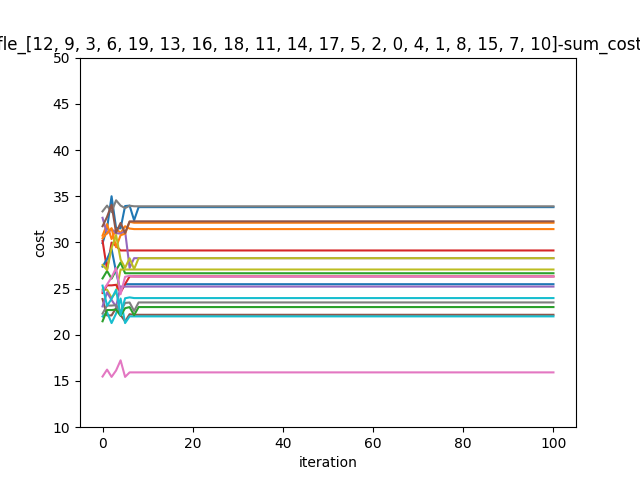 fle_[12, 9, 3, 6, 19, 13, 16, 18, 11, 14, 17, 5, 2, 0, 4, 1, 8, 15, 7, 10]-sum_cost
50
45
40
35
30
25
20
15
10
cost
0 20 40 60 80 100
iteration